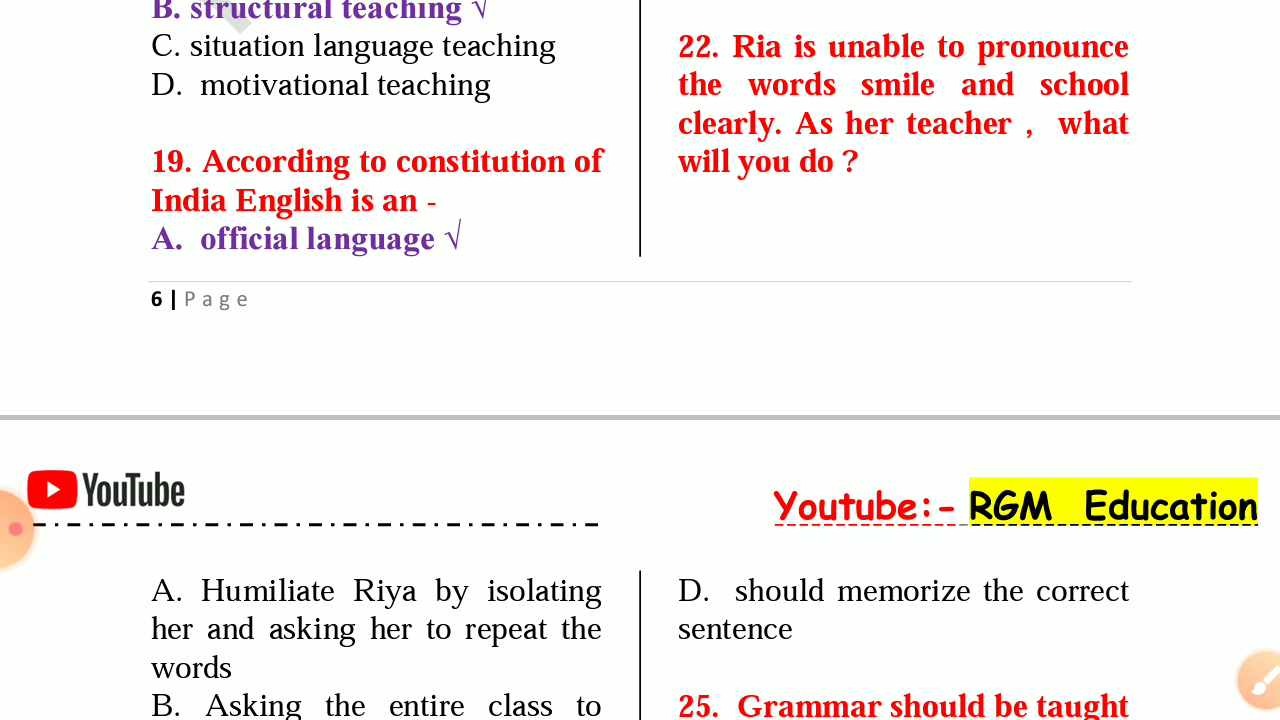 B. structural teaching √
C. situation language teaching
D. motivational teaching
19. According to constitution of
India English is an -
A. official language √
22. Ria is unable to pronounce
the words smile and school
clearly. As her teacher , what
will you do ?
6 | Page
YouTube
Youtube:- RGM Education
A. Humiliate Riya by isolating
her and asking her to repeat the
words
B. Asking the entire class to
D. should memorize the correct
sentence
25. Grammar should be taught